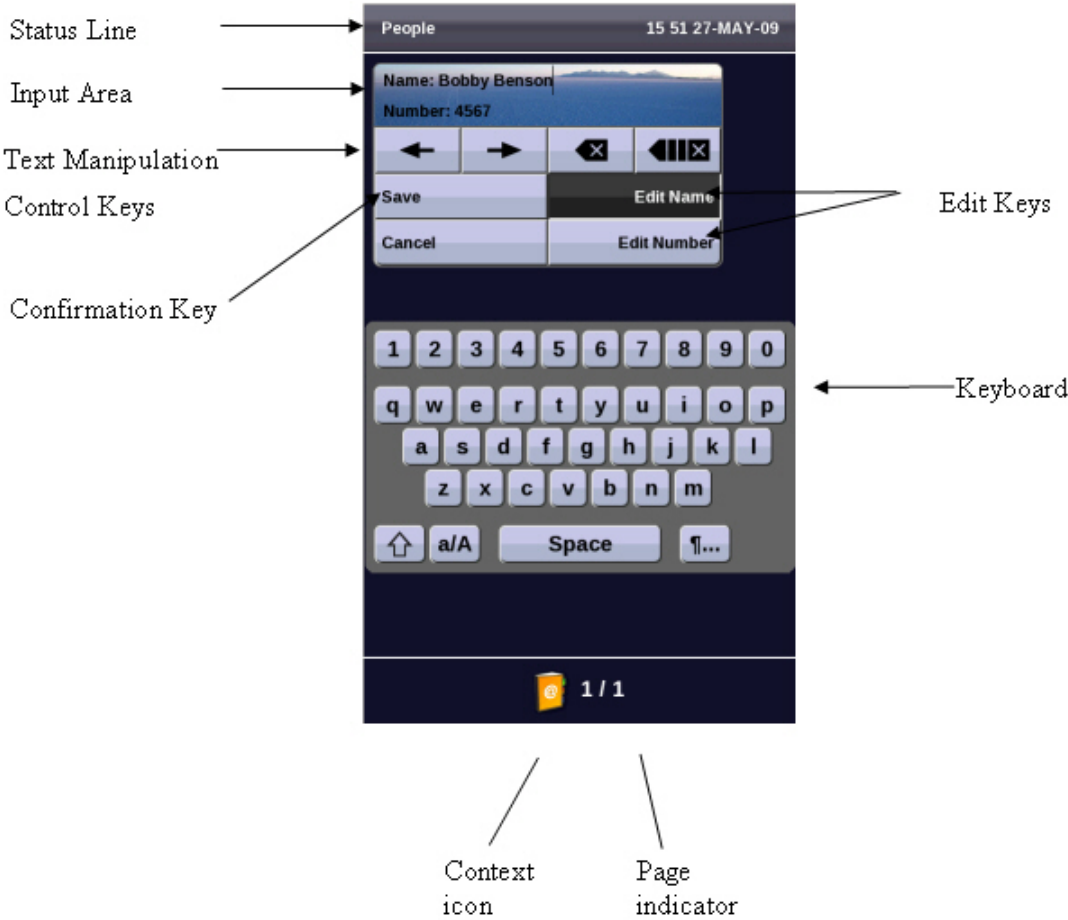 Status Line
People 15 51 27-MAY-09
Input Area
Name: Bobby Benson
Number: 4567
Text Manipulation
Control Keys
Save Edit Name
Edit Keys
Cancel Edit Number
Confirmation Key
1 2 3 4 5 6 7 8 9 0
Keyboard
q w e r t y u i o p
a s d f g h j k l
z x c v b n m
a/A Space ¶...
@ 1 / 1
Context
icon
Page
indicator